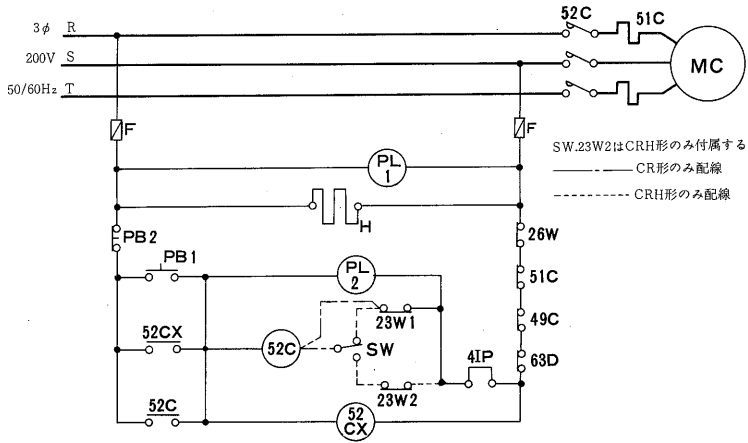 52C 51C
3φ R
200V S
MC
50/60Hz T
F F
SW.23W2はCRH形のみ付属する
PL
1
CR形のみ配線
CRH形のみ配線
H
PB2
26W
PB1
PL
2
51C
23W1
49C
52CX
52C
SW
41P
63D
52C
23W2
52
CX